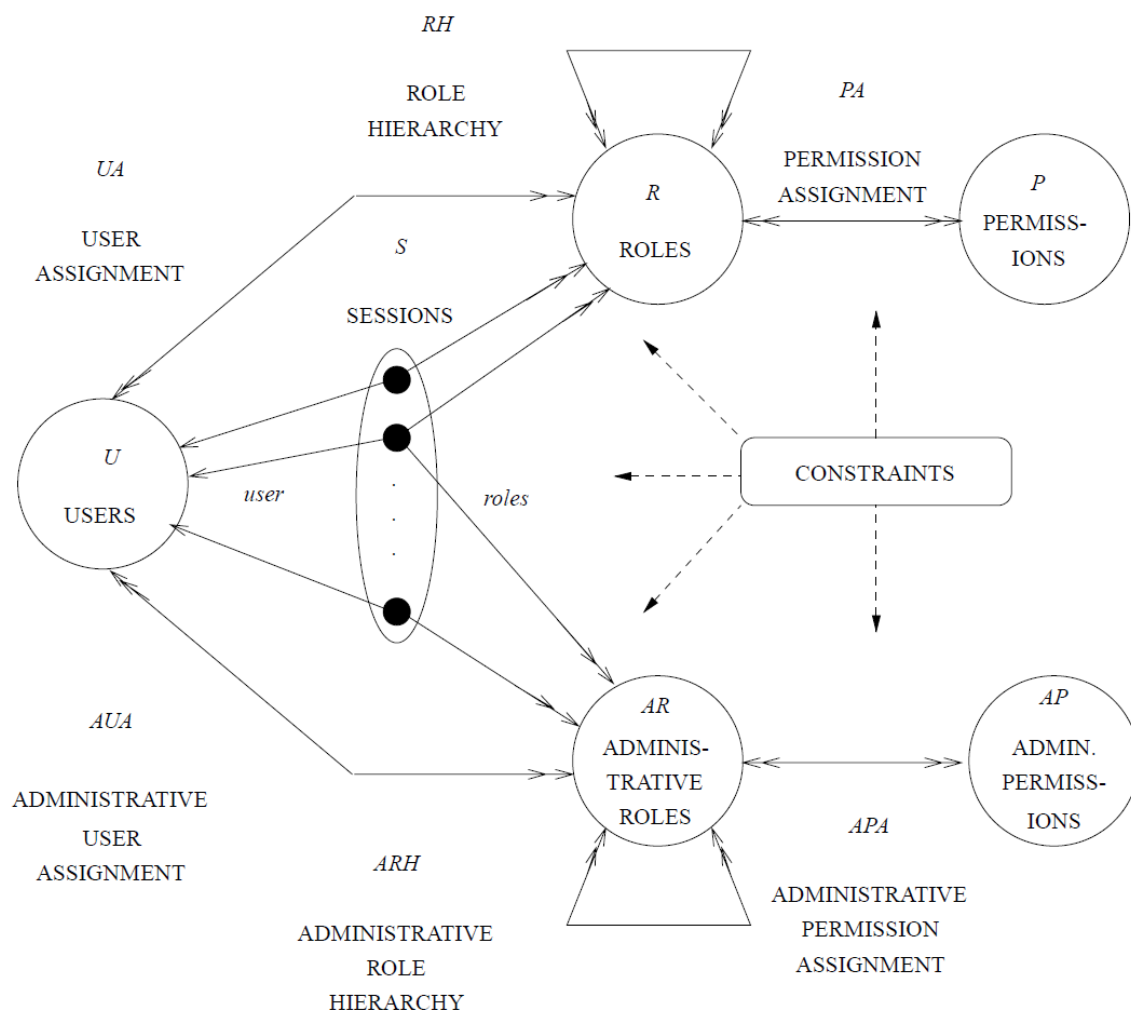 RH
ROLE
HIERARCHY
PA
PERMISSION
ASSIGNMENT
UA
USER
ASSIGNMENT
R
ROLES
P
PERMISS-
IONS
S
SESSIONS
U
USERS
user
roles
CONSTRAINTS
.
.
.
AR
ADMINIS-
TRATIVE
ROLES
AP
ADMIN.
PERMISS-
IONS
AUA
ADMINISTRATIVE
USER
ASSIGNMENT
ARH
ADMINISTRATIVE
ROLE
HIERARCHY
APA
ADMINISTRATIVE
PERMISSION
ASSIGNMENT